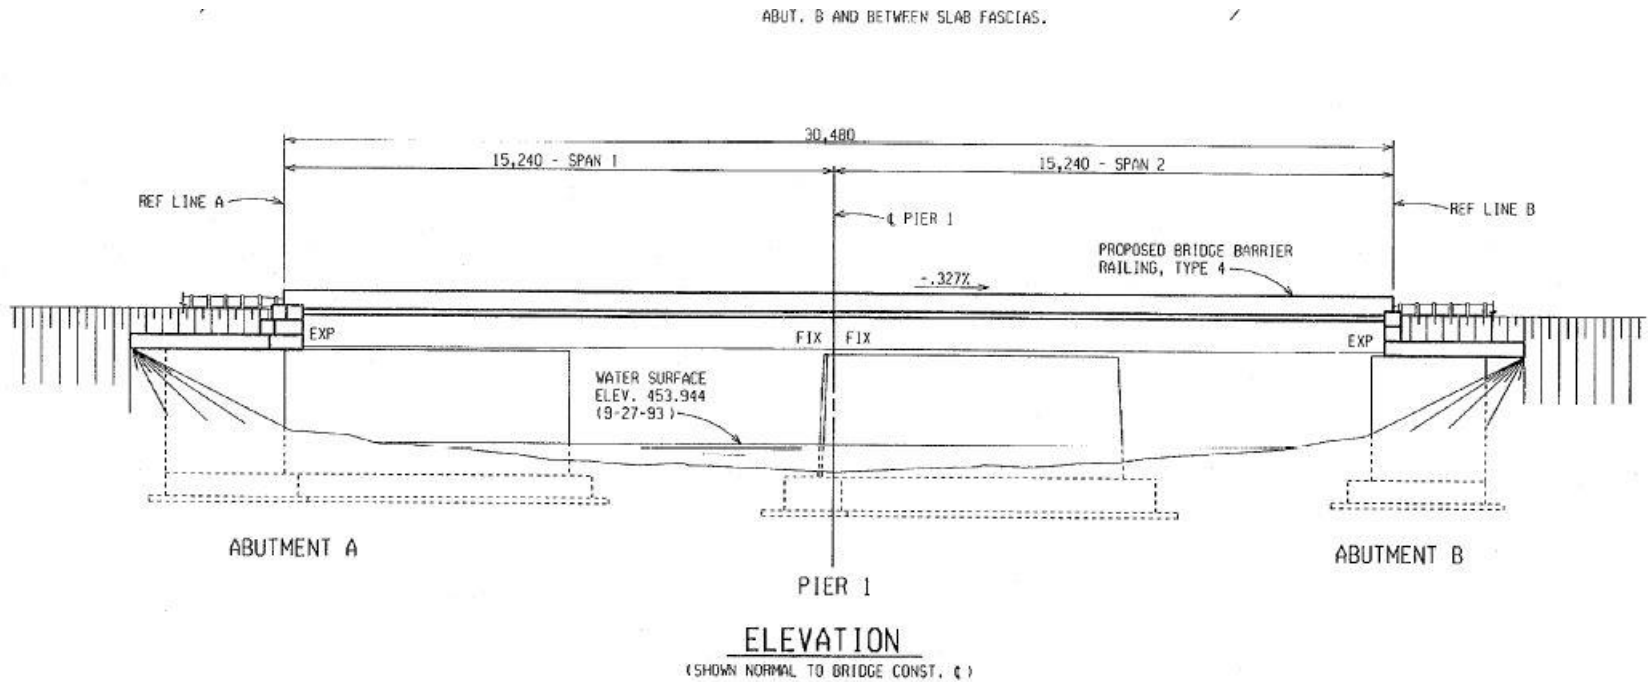 ABUT. B AND BETWEEN SLAB FASCIAS.
30,480
15,240 - SPAN 1
15,240 - SPAN 2
REF LINE A
℄ PIER 1
REF LINE B
PROPOSED BRIDGE BARRIER
RAILING, TYPE 4
-.327%
EXP
FIX
FIX
EXP
WATER SURFACE
ELEV. 453.944
(9-27-93)
ABUTMENT A
ABUTMENT B
PIER 1
ELEVATION
(SHOWN NORMAL TO BRIDGE CONST. ℄)